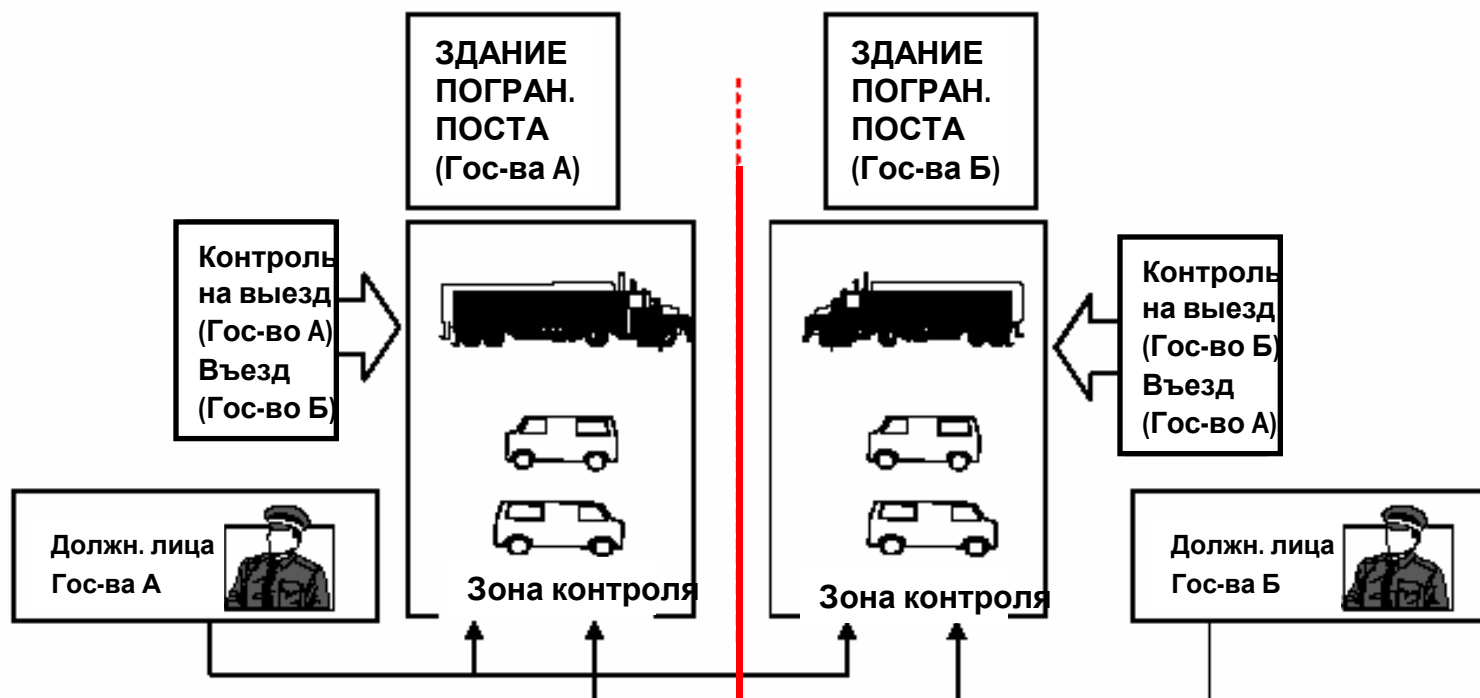 ЗДАНИЕ
ПОГРАН.
ПОСТА
(Гос-ва А)
ЗДАНИЕ
ПОГРАН.
ПОСТА
(Гос-ва Б)
Контроль
на выезд
(Гос-во А)
Въезд
(Гос-во Б)
Контроль
на выезд
(Гос-во Б)
Въезд
(Гос-во А)
Должн. лица
Гос-ва А
Зона контроля
Зона контроля
Должн. лица
Гос-ва Б